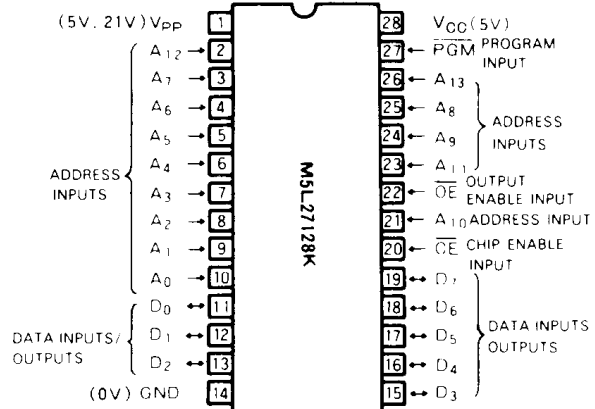 (5V, 21V) VPP 1
A12 2
A7 3
A6 4
A5 5
A4 6
ADDRESS
INPUTS
A3 7
A2 8
A1 9
A0 10
D0 11
D1 12
DATA INPUTS/
OUTPUTS
D2 13
(0V) GND 14
M5L27128K
28 VCC (5V)
27 PGM PROGRAM
INPUT
26 A13
25 A8
24 A9
ADDRESS
INPUTS
23 A11
22 OE OUTPUT
ENABLE INPUT
21 A10 ADDRESS INPUT
20 CE CHIP ENABLE
INPUT
19 D7
18 D6
17 D5
DATA INPUTS
OUTPUTS
16 D4
15 D3